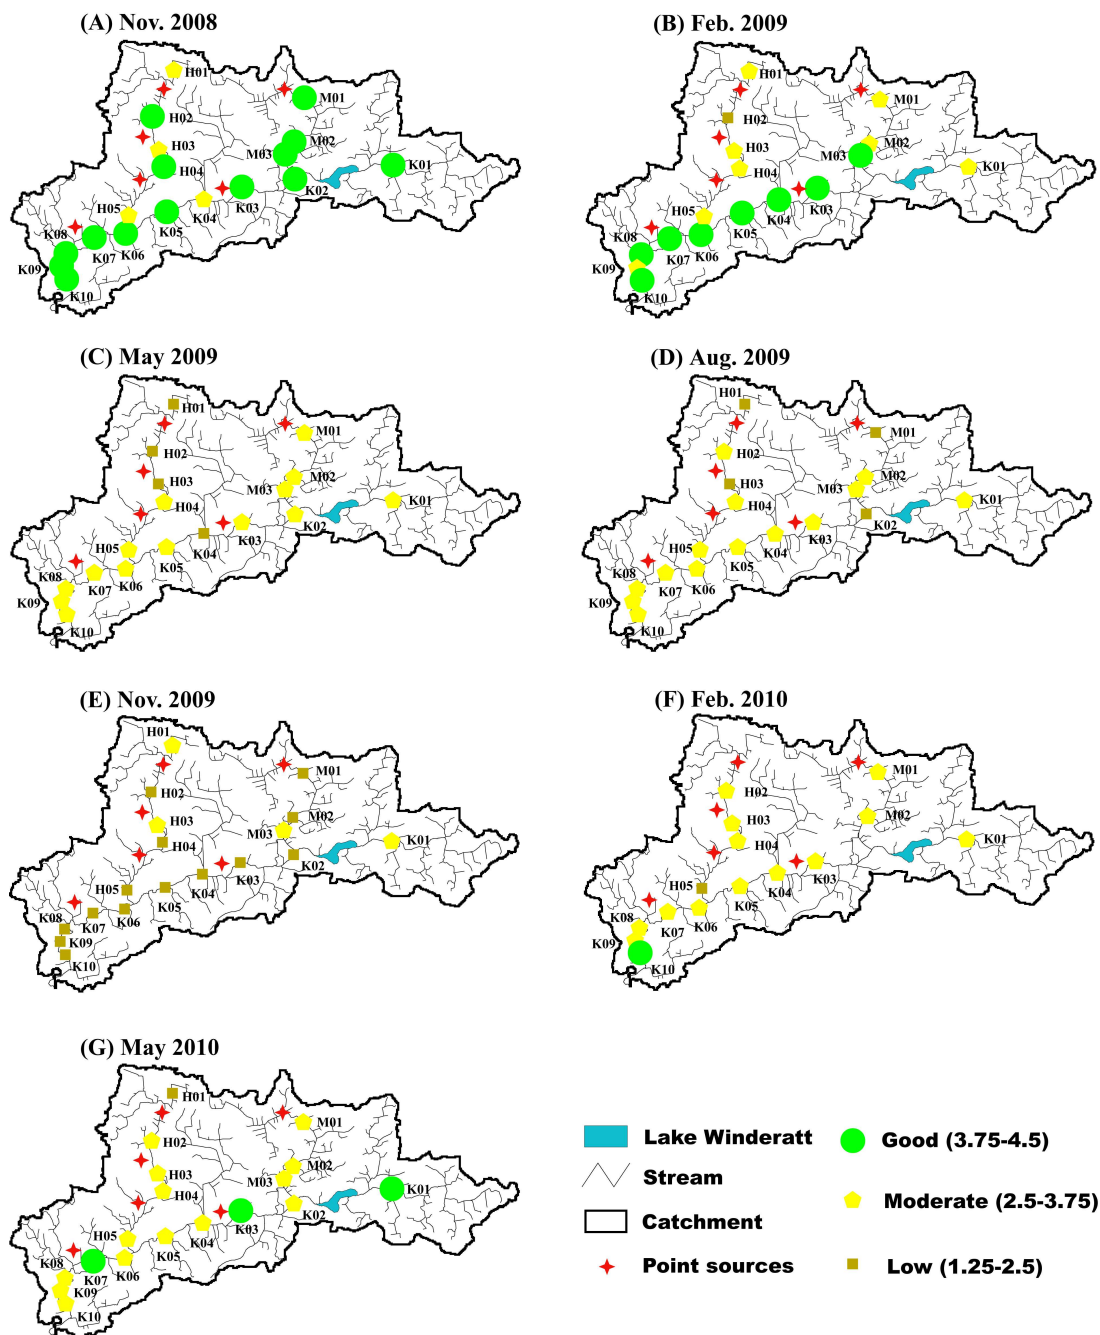 (A) Nov. 2008
H01
M01
H02
M02
H03
M03
H04
K01
K02
K03
K04
H05
K05
K08
K07
K06
K09
K10
(B) Feb. 2009
H01
M01
H02
M02
H03
M03
H04
K01
K03
K04
H05
K05
K08
K07
K06
K09
K10
(C) May 2009
H01
M01
H02
M02
H03
M03
H04
K01
K02
K03
K04
H05
K05
K08
K07
K06
K09
K10
(D) Aug. 2009
H01
M01
H02
M02
H03
M03
H04
K01
K02
K03
K04
H05
K05
K08
K07
K06
K09
K10
(E) Nov. 2009
H01
M01
H02
M02
H03
M03
H04
K01
K02
K03
K04
H05
K05
K08
K07
K06
K09
K10
(F) Feb. 2010
M01
H02
M02
H03
H04
K01
K03
K04
H05
K05
K08
K07
K06
K09
K10
(G) May 2010
H01
M01
H02
M02
H03
M03
H04
K01
K02
K03
K04
H05
K05
K08
K07
K06
K09
K10
Lake Winderatt
Stream
Catchment
Point sources
Good (3.75-4.5)
Moderate (2.5-3.75)
Low (1.25-2.5)